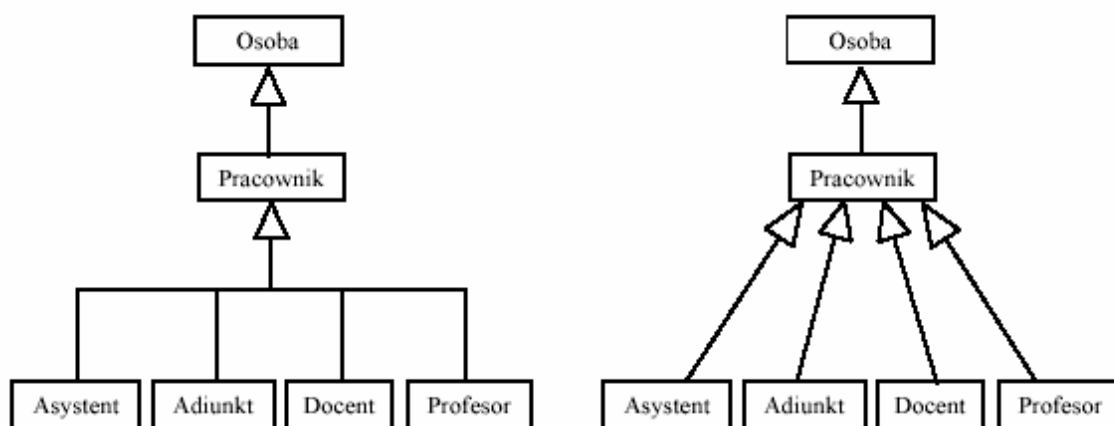 Osoba
Pracownik
Asystent Adiunkt Docent Profesor
Osoba
Pracownik
Asystent Adiunkt Docent Profesor